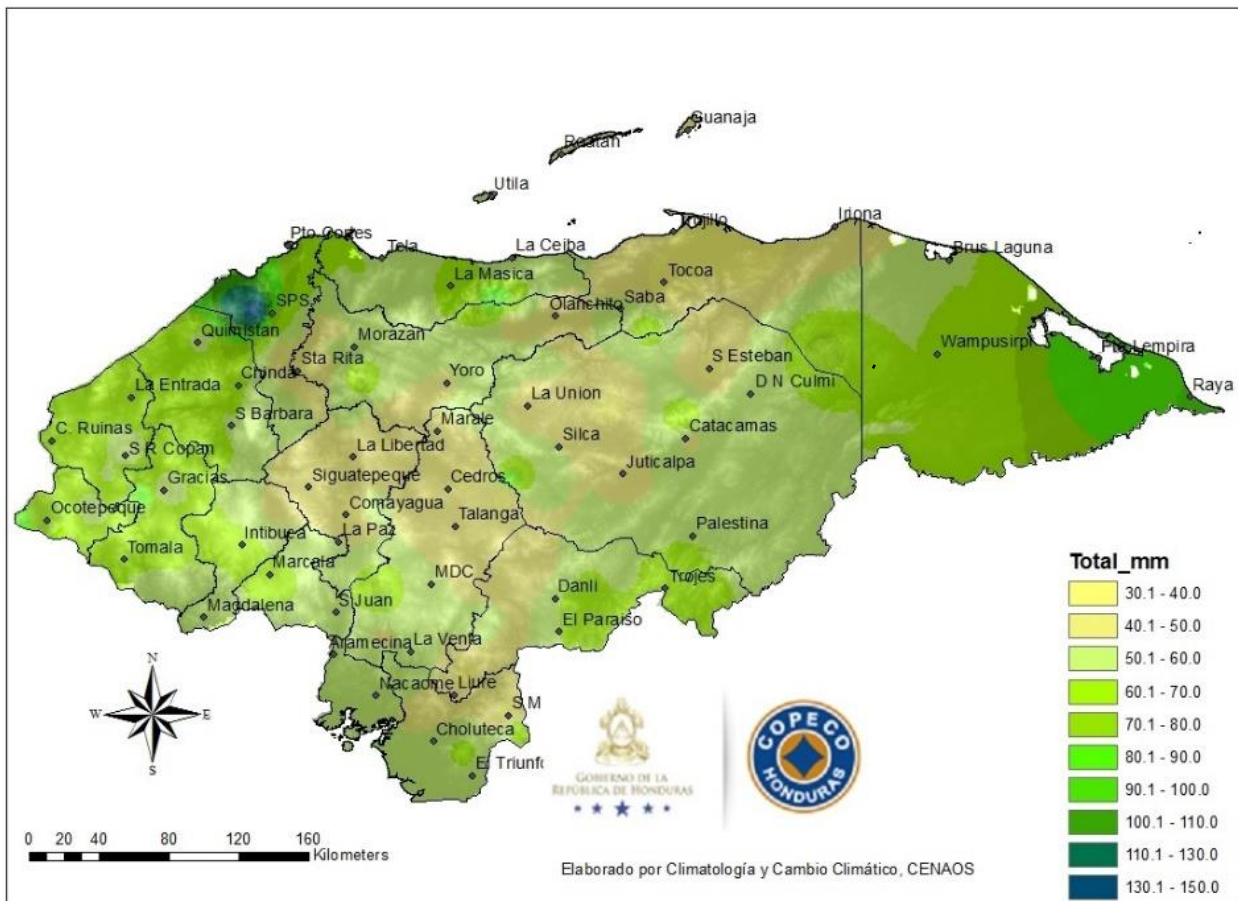 Guanaja
Roatan
Utila
Pto Cortes
Tela
La Ceiba
Trujillo
Iriona
Brus Laguna
La Masica
Tocoa
SPS
Olanchito
Saba
Quimistan
Morazan
Sta Rita
S Esteban
Wampusirpi
Pto Lempira
La Entrada
Chinda
Yoro
La Union
D N Culmi
Raya
C. Ruinas
S Barbara
Marale
S R Copan
La Libertad
Silca
Catacamas
Gracias
Siguatepeque
Cedros
Juticalpa
Ocotepeque
Comayagua
Talanga
Intibuca
La Paz
Palestina
Tomala
Marcala
MDC
Danli
Trojes
Magdalena
S Juan
El Paraiso
Aramecina
La Venta
Nacaome
Liure
S M
Choluteca
El Triunfo
N
W
E
S
0 10 20 40 80 120 160
Kilometers
GOBIERNO DE LA
REPÚBLICA DE HONDURAS
COPECO
HONDURAS
Elaborado por Climatología y Cambio Climático, CENAOS
Total_mm
30.1 - 40.0
40.1 - 50.0
50.1 - 60.0
60.1 - 70.0
70.1 - 80.0
80.1 - 90.0
90.1 - 100.0
100.1 - 110.0
110.1 - 130.0
130.1 - 150.0